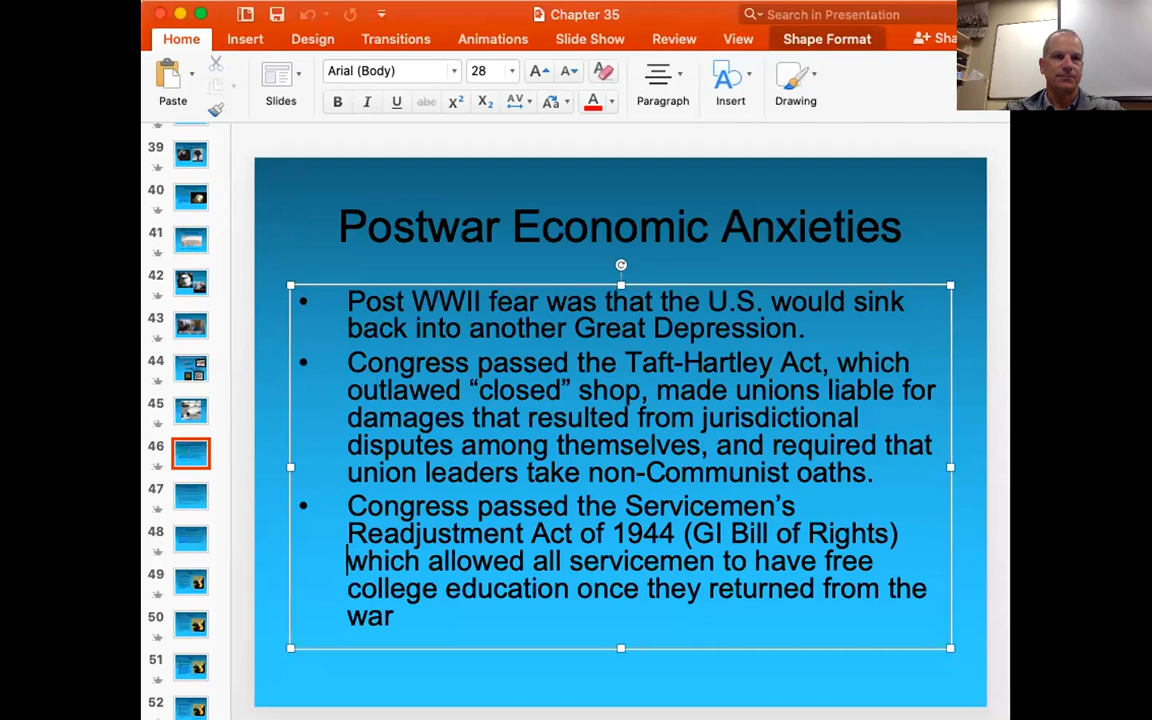 Chapter 35
Search in Presentation
Home Insert Design Transitions Animations Slide Show Review View Shape Format Sha
Arial (Body) 28
Paste Slides Paragraph Insert Drawing
39
40
41
42
43
44
45
46
47
48
49
50
51
52
Postwar Economic Anxieties
• Post WWII fear was that the U.S. would sink
back into another Great Depression.
• Congress passed the Taft-Hartley Act, which
outlawed “closed” shop, made unions liable for
damages that resulted from jurisdictional
disputes among themselves, and required that
union leaders take non-Communist oaths.
• Congress passed the Servicemen’s
Readjustment Act of 1944 (GI Bill of Rights)
which allowed all servicemen to have free
college education once they returned from the
war